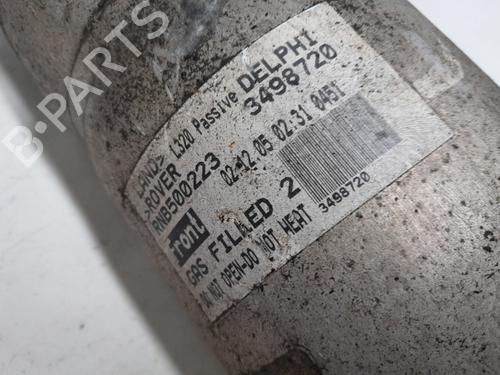 B-PARTS
LAND> L320 Passive DELPHI
>ROVER 3498720
RNB500223 02-12 05 02:31 0451
front
GAS FILLED 2
DO NOT OPEN-DO NOT HEAT 3498720